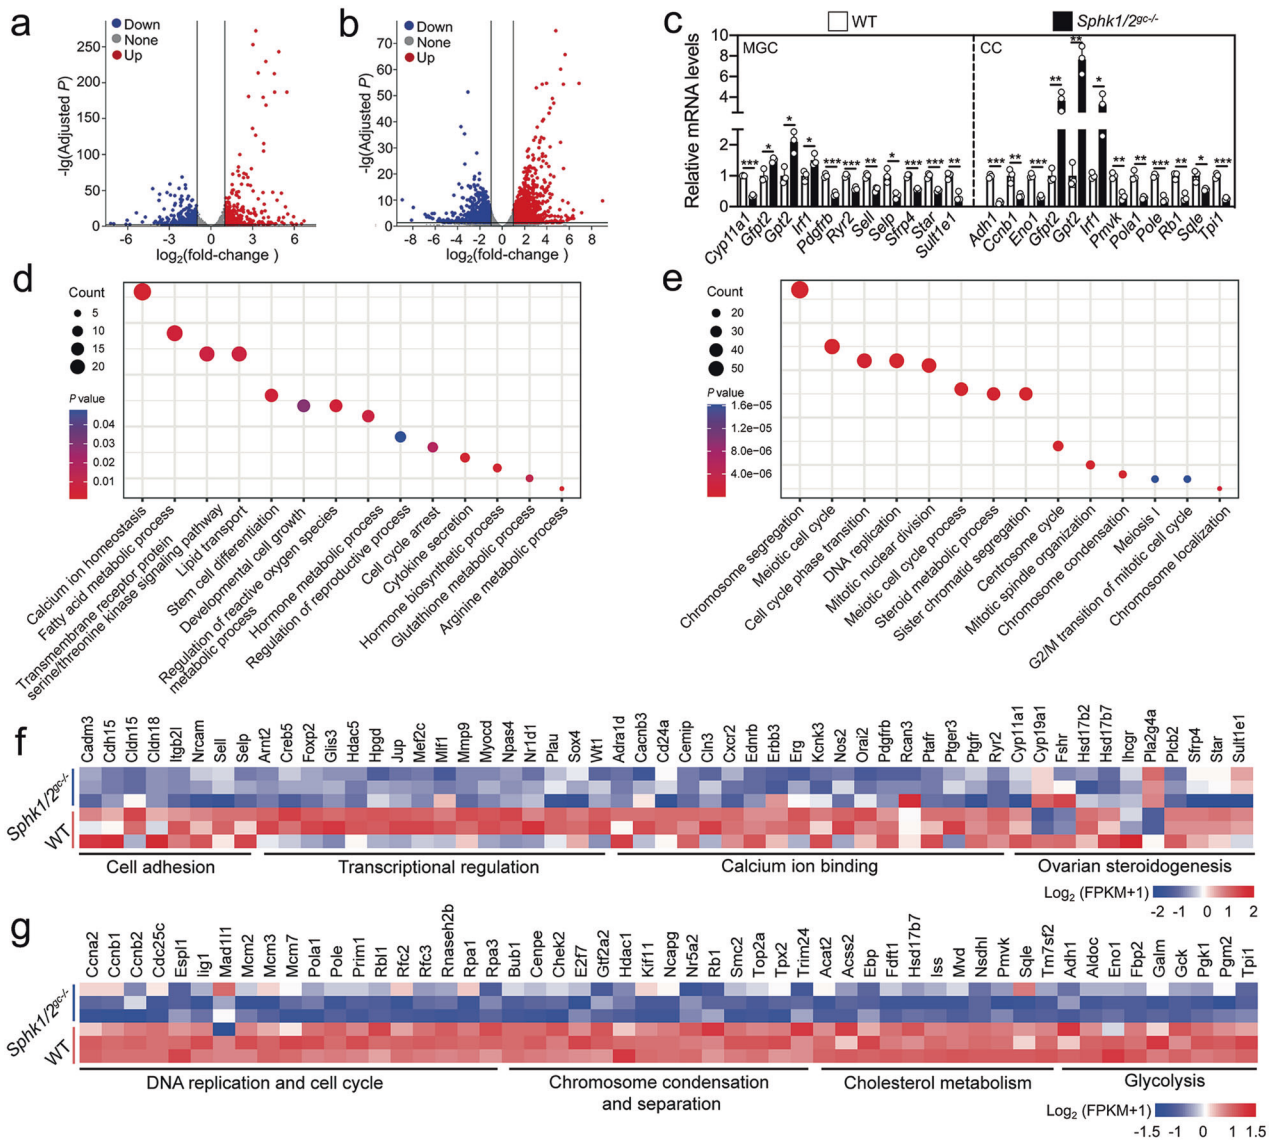 a
Down
None
Up
-lg(Adjusted P)
250
200
150
100
50
0
-6
-3
0
3
6
log2(fold-change )
b
Down
None
Up
-lg(Adjusted P)
70
60
50
40
30
20
10
0
-8
-6
-4
-2
0
2
4
6
8
log2(fold-change )
c
WT
Sphk1/2gc-/-
Relative mRNA levels
10
8
6
4
2
1
0
MGC
CC
***
*
*
*
***
***
**
*
***
***
**
***
**
***
**
**
*
**
**
***
**
*
***
Cyp11a1
Gfpt2
Gpt2
Irf1
Pdgfrb
Ryr2
Sell
Selp
Sfrp4
Star
Sult1e1
Adh1
Ccnb1
Eno1
Gfpt2
Gpt2
Irf1
Pmvk
Pola1
Pole
Rb1
Sqle
Tpi1
d
Count
5
10
15
20
P value
0.04
0.03
0.02
0.01
Calcium ion homeostasis
Fatty acid metabolic process
Transmembrane receptor protein
serine/threonine kinase signaling pathway
Lipid transport
Stem cell differentiation
Developmental cell growth
Regulation of reactive oxygen species
metabolic process
Hormone metabolic process
Regulation of reproductive process
Cell cycle arrest
Cytokine secretion
Hormone biosynthetic process
Glutathione metabolic process
Arginine metabolic process
e
Count
20
30
40
50
P value
1.6e-05
1.2e-05
8.0e-06
4.0e-06
Chromosome segregation
Meiotic cell cycle
Cell cycle phase transition
DNA replication
Mitotic nuclear division
Meiotic cell cycle process
Steroid metabolic process
Sister chromatid segregation
Centrosome cycle
Mitotic spindle organization
Chromosome condensation
Meiosis I
G2/M transition of mitotic cell cycle
Chromosome localization
f
Cadm3
Cdh15
Cldn15
Cldn18
Itgb2l
Nrcam
Sell
Selp
Arnt2
Creb5
Foxp2
Glis3
Hdac5
Hpgd
Jup
Mef2c
Mlf1
Mmp9
Myocd
Npas4
Nr1d1
Plau
Sox4
Wt1
Adra1d
Cacnb3
Cd24a
Cemip
Cln3
Cxcr2
Ednrb
Erbb3
Erg
Kcnk3
Nos2
Orai2
Pdgfrb
Rcan3
Ptafr
Ptger3
Ptgfr
Ryr2
Cyp11a1
Cyp19a1
Fshr
Hsd17b2
Hsd17b7
lhcgr
Pla2g4a
Plcb2
Sfrp4
Star
Sult1e1
Sphk1/2gc-/-
WT
Cell adhesion
Transcriptional regulation
Calcium ion binding
Ovarian steroidogenesis
Log2 (FPKM+1)
-2 -1 0 1 2
g
Ccna2
Ccnb1
Ccnb2
Cdc25c
Espl1
lig1
Mad1l1
Mcm2
Mcm3
Mcm7
Pola1
Pole
Prim1
Rbl1
Rfc2
Rfc3
Rnaseh2b
Rpa1
Rpa3
Bub1
Cenpe
Chek2
E2f7
Gtf2a2
Hdac1
Kif11
Ncapg
Nr5a2
Rb1
Smc2
Top2a
Tpx2
Trim24
Acat2
Acss2
Ebp
Fdft1
Hsd17b7
lss
Mvd
Nsdhl
Pmvk
Sqle
Tm7sf2
Adh1
Aldoc
Eno1
Fbp2
Galm
Gck
Pgk1
Pgm2
Tpi1
Sphk1/2gc-/-
WT
DNA replication and cell cycle
Chromosome condensation
and separation
Cholesterol metabolism
Glycolysis
Log2 (FPKM+1)
-1.5 -1 0 1 1.5